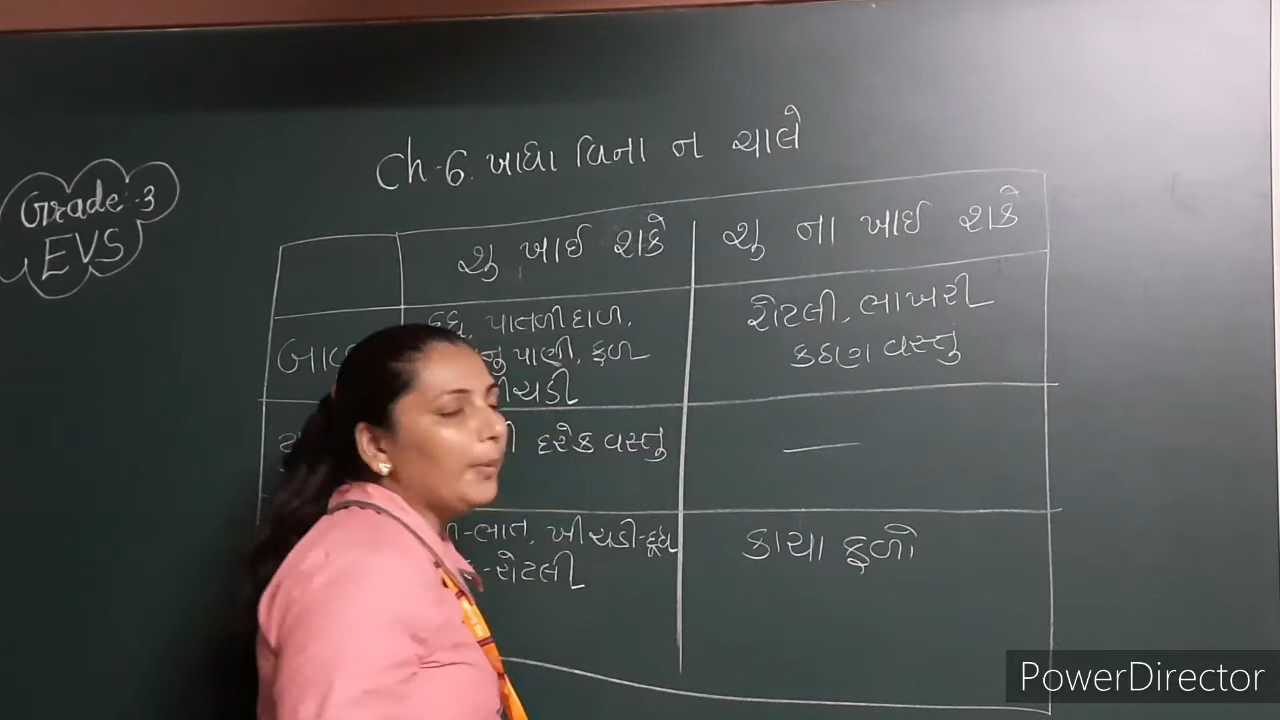 Ch-6. ખાધા વિના ન ચાલે
Grade-3
EVS
શુ ખાઈ શકે
શુ ના ખાઈ શકે
દુધ, પાતળી દાળ,
પાણી, ફળ
રોટલી, ભાખરી
કઠણ વસ્તું
દરેક વસ્તુ
—
-ભાત, ખીચડી-દૂધ
-રોટલી
કાચા ફળો
PowerDirector